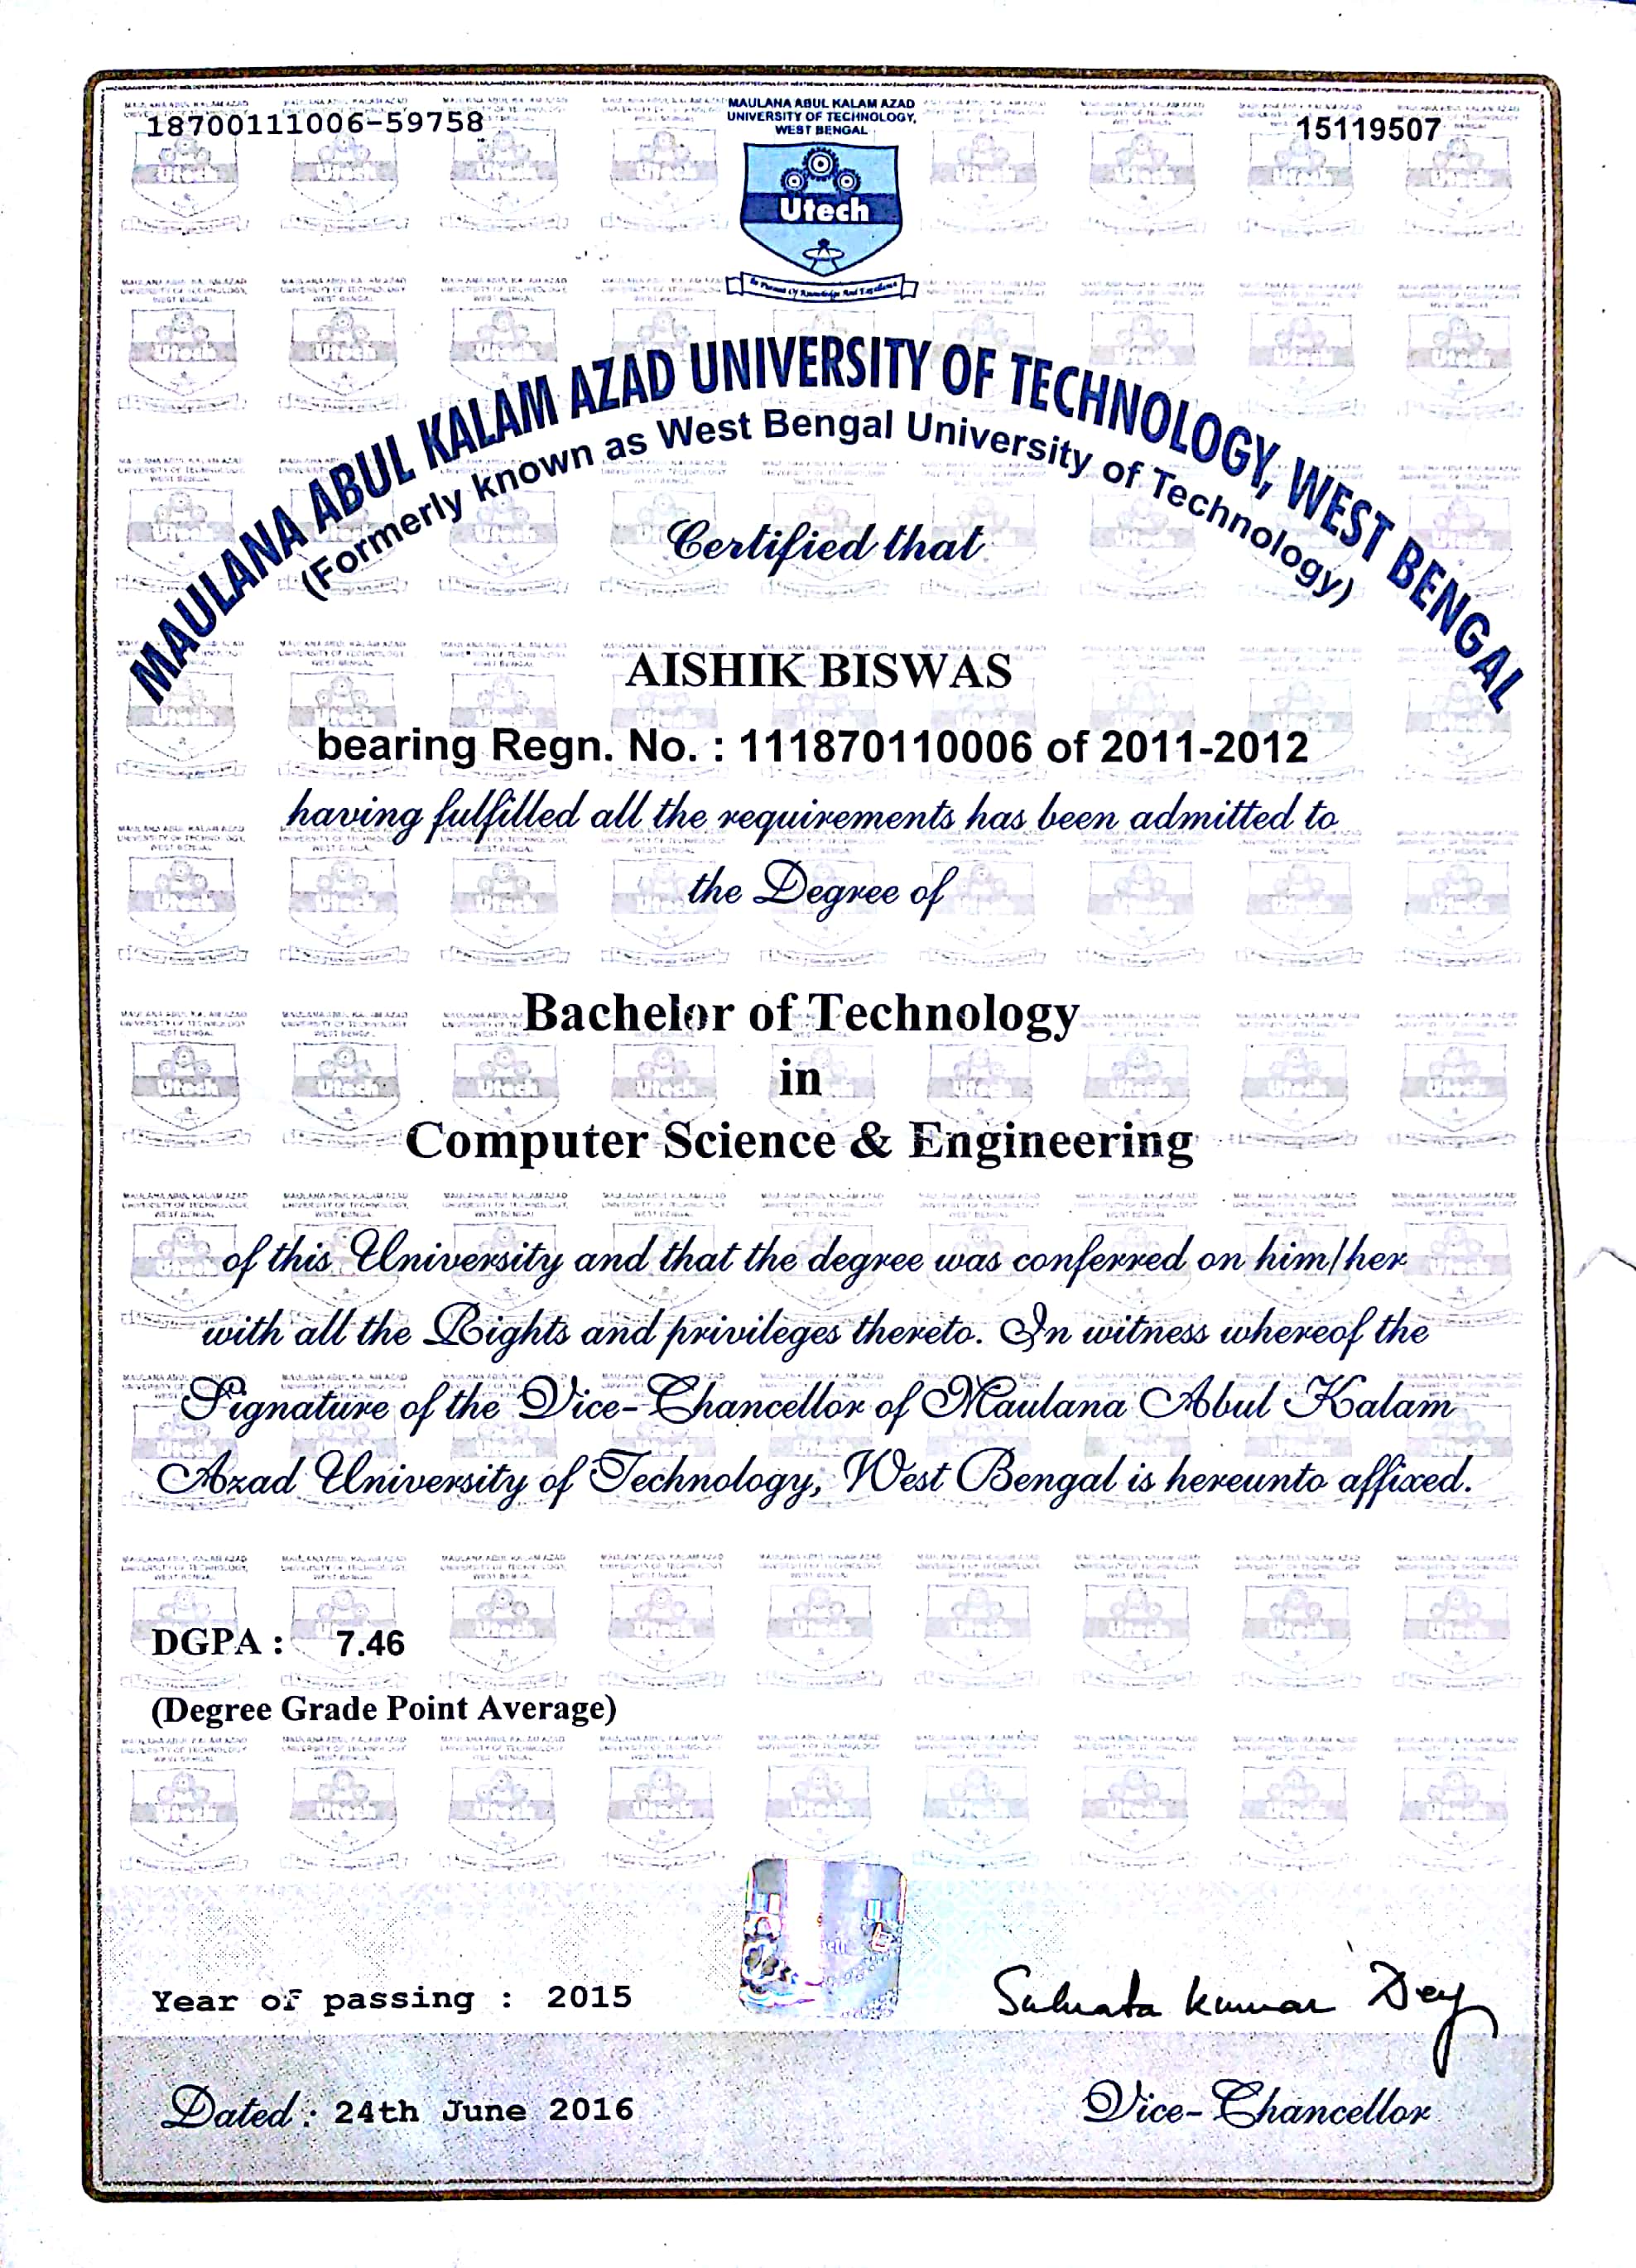 18700111006-59758
MAULANA ABUL KALAM AZAD
UNIVERSITY OF TECHNOLOGY,
WEST BENGAL
15119507
Utech
In Pursuit Of Knowledge And Excellence
MAULANA ABUL KALAM AZAD UNIVERSITY OF TECHNOLOGY, WEST BENGAL
(Formerly known as West Bengal University of Technology)
Certified that
AISHIK BISWAS
bearing Regn. No. : 111870110006 of 2011-2012
having fulfilled all the requirements has been admitted to
the Degree of
Bachelor of Technology
in
Computer Science & Engineering
of this University and that the degree was conferred on him/her
with all the Rights and privileges thereto. In witness whereof the
Signature of the Vice-Chancellor of Maulana Abul Kalam
Azad University of Technology, West Bengal is hereunto affixed.
DGPA : 7.46
(Degree Grade Point Average)
Year of passing : 2015
Subrata Kumar Dey
Dated : 24th June 2016
Vice-Chancellor